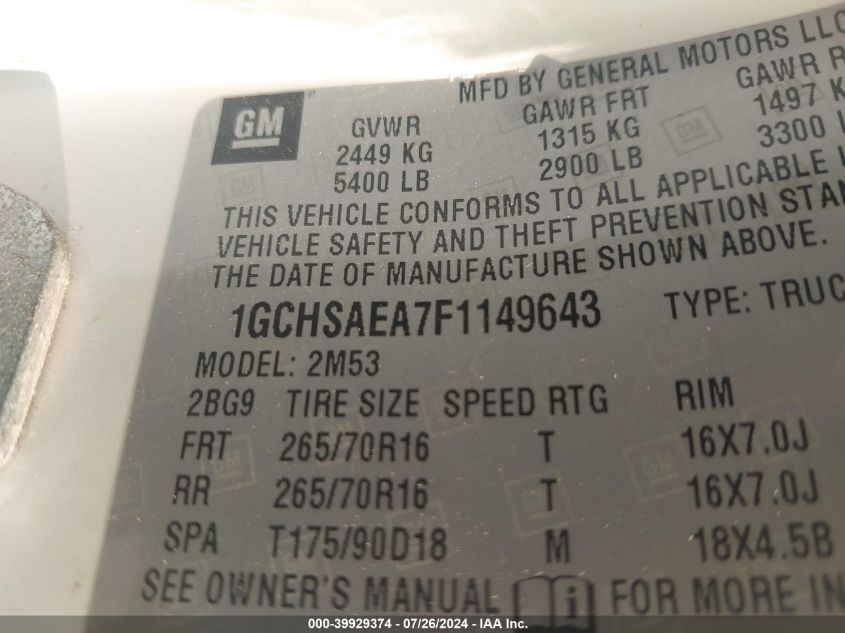 MFD BY GENERAL MOTORS LLC
GM GVWR GAWR FRT GAWR R
2449 KG 1315 KG 1497 K
5400 LB 2900 LB 3300 L
THIS VEHICLE CONFORMS TO ALL APPLICABLE
VEHICLE SAFETY AND THEFT PREVENTION STAN
THE DATE OF MANUFACTURE SHOWN ABOVE.
1GCHSAEA7F1149643 TYPE: TRUC
MODEL: 2M53
2BG9 TIRE SIZE SPEED RTG RIM
FRT 265/70R16 T 16X7.0J
RR 265/70R16 T 16X7.0J
SPA T175/90D18 M 18X4.5B
SEE OWNER'S MANUAL i FOR MORE IN
000-39929374 / 07/26/2024 - IAA Inc.